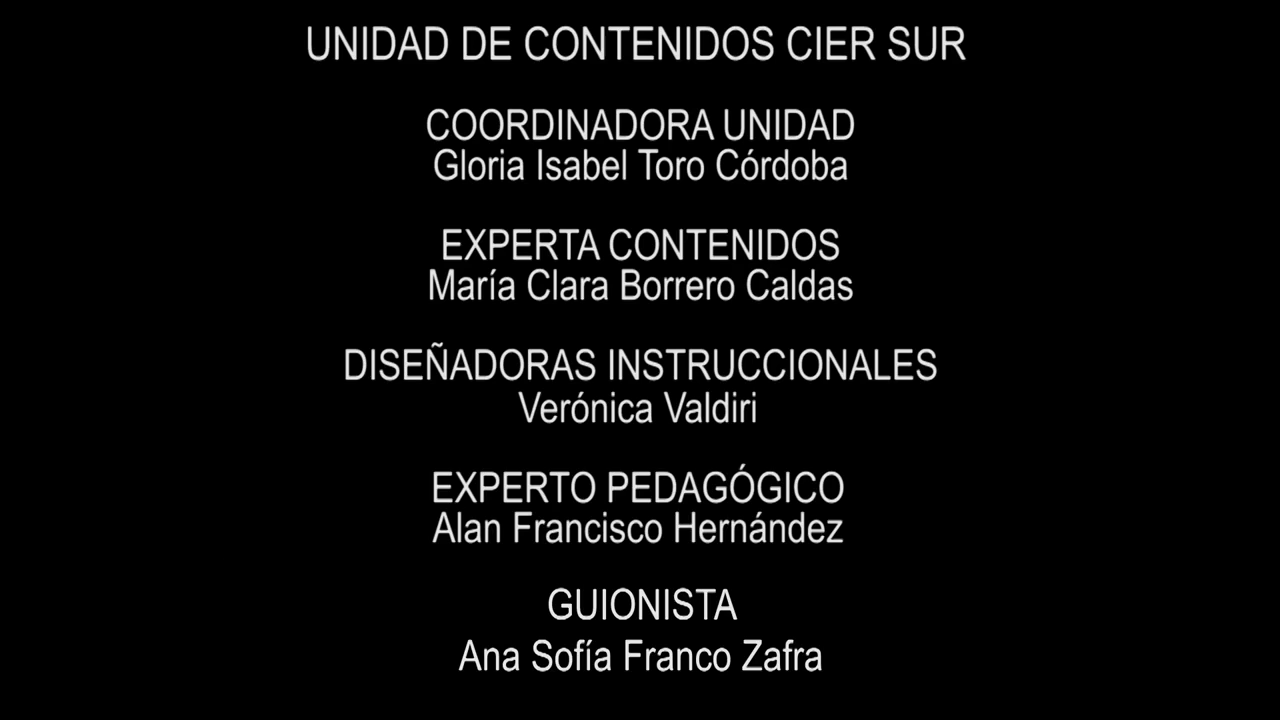 UNIDAD DE CONTENIDOS CIER SUR
COORDINADORA UNIDAD
Gloria Isabel Toro Córdoba
EXPERTA CONTENIDOS
María Clara Borrero Caldas
DISEÑADORAS INSTRUCCIONALES
Verónica Valdiri
EXPERTO PEDAGÓGICO
Alan Francisco Hernández
GUIONISTA
Ana Sofía Franco Zafra